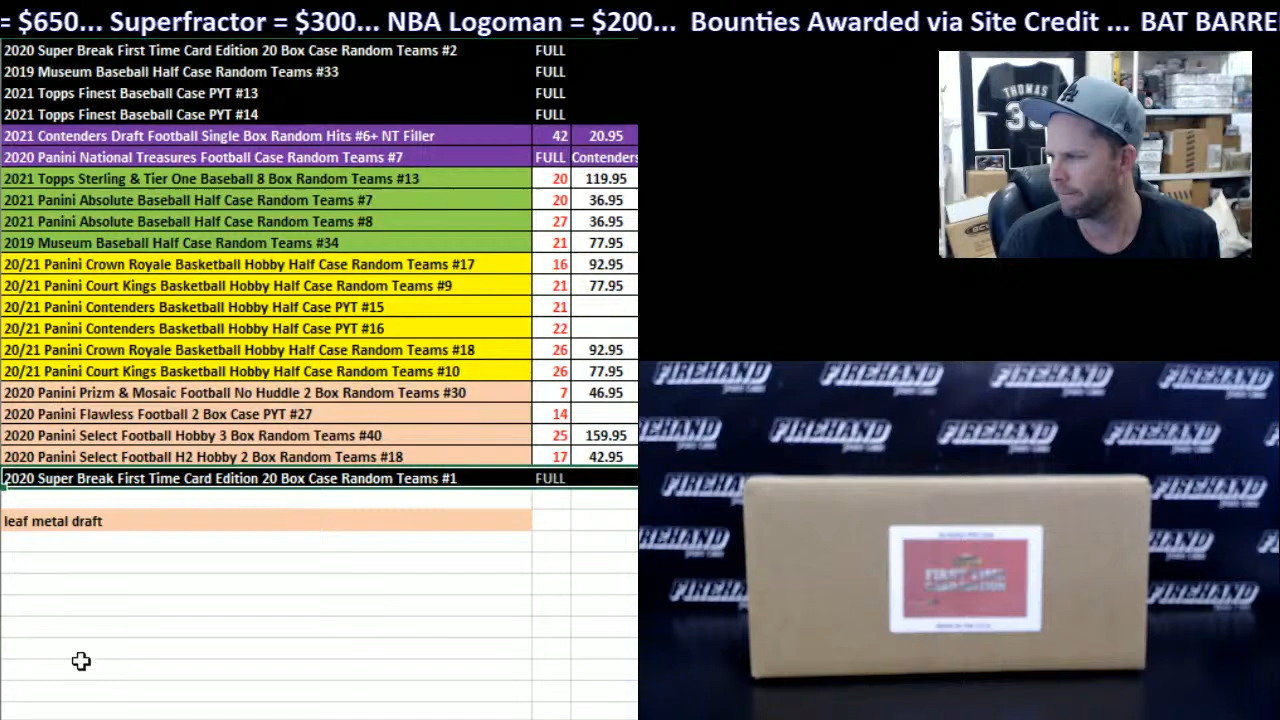 = $650... Superfractor = $300... NBA Logoman = $200... Bounties Awarded via Site Credit ... BAT BARRE
2020 Super Break First Time Card Edition 20 Box Case Random Teams #2 FULL
2019 Museum Baseball Half Case Random Teams #33 FULL
2021 Topps Finest Baseball Case PYT #13 FULL
2021 Topps Finest Baseball Case PYT #14 FULL
2021 Contenders Draft Football Single Box Random Hits #6+ NT Filler 42 20.95
2020 Panini National Treasures Football Case Random Teams #7 FULL Contenders
2021 Topps Sterling & Tier One Baseball 8 Box Random Teams #13 20 119.95
2021 Panini Absolute Baseball Half Case Random Teams #7 20 36.95
2021 Panini Absolute Baseball Half Case Random Teams #8 27 36.95
2019 Museum Baseball Half Case Random Teams #34 21 77.95
20/21 Panini Crown Royale Basketball Hobby Half Case Random Teams #17 16 92.95
20/21 Panini Court Kings Basketball Hobby Half Case Random Teams #9 21 77.95
20/21 Panini Contenders Basketball Hobby Half Case PYT #15 21
20/21 Panini Contenders Basketball Hobby Half Case PYT #16 22
20/21 Panini Crown Royale Basketball Hobby Half Case Random Teams #18 26 92.95
20/21 Panini Court Kings Basketball Hobby Half Case Random Teams #10 26 77.95
2020 Panini Prizm & Mosaic Football No Huddle 2 Box Random Teams #30 7 46.95
2020 Panini Flawless Football 2 Box Case PYT #27 14
2020 Panini Select Football Hobby 3 Box Random Teams #40 25 159.95
2020 Panini Select Football H2 Hobby 2 Box Random Teams #18 17 42.95
2020 Super Break First Time Card Edition 20 Box Case Random Teams #1 FULL
leaf metal draft
THOMAS
FIREHAND FIREHAND FIREHAND FIREHAND
FIREHAND FIREHAND FIREHAND FIREHAND
FIREHAND
FIREHAND
FIRST TIME
CARD EDITION